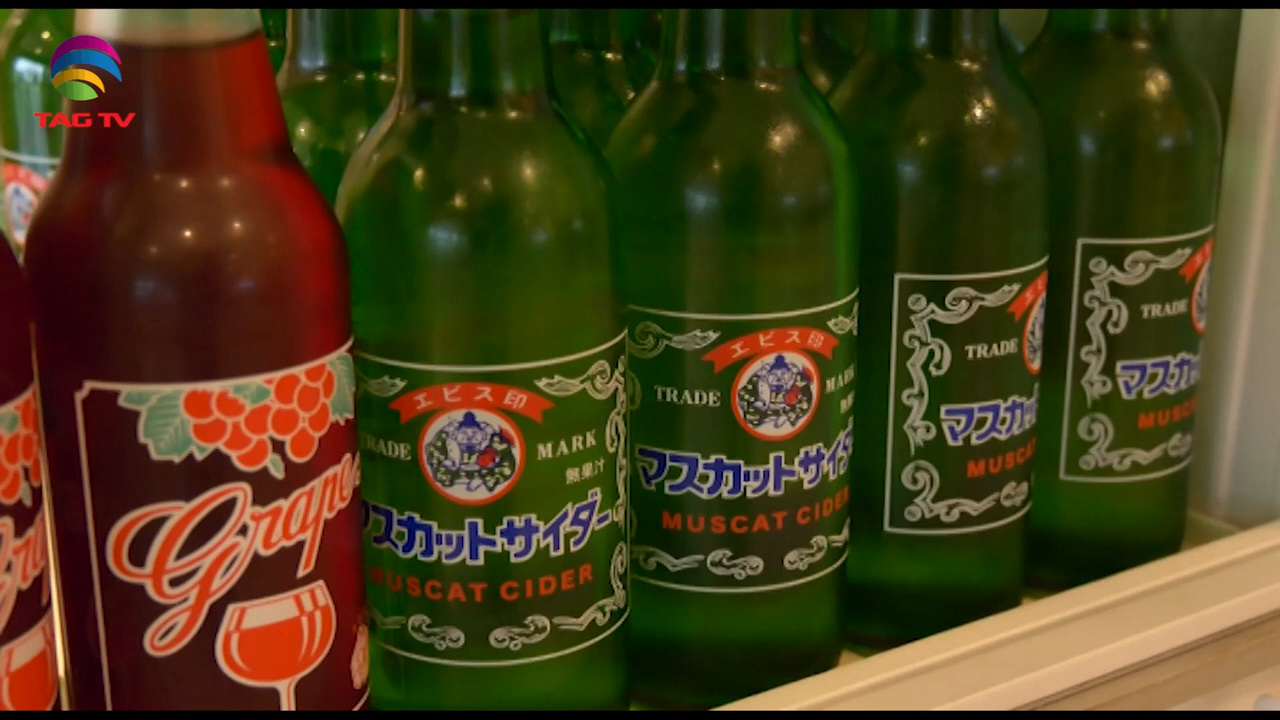 TAG TV
Grape
エビス印
TRADE MARK
無果汁
マスカットサイダー
MUSCAT CIDER
エビス印
TRADE MARK
マスカットサイダ
MUSCAT CIDER
TRADE
マスカッ
MUSCA
TRADE
マスカッ
MUSC